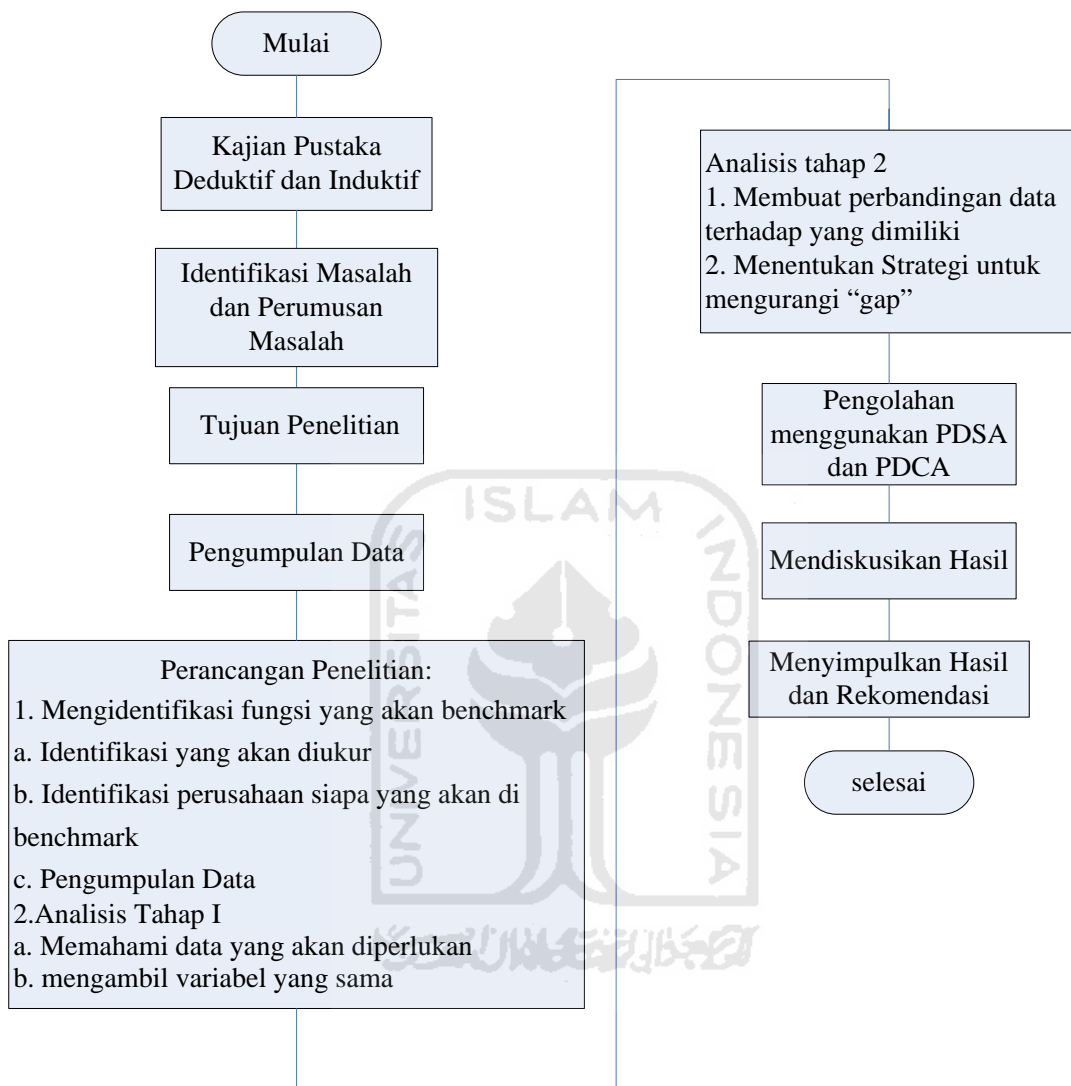 Mulai
Kajian Pustaka
Deduktif dan Induktif
Identifikasi Masalah
dan Perumusan
Masalah
Tujuan Penelitian
Pengumpulan Data
Perancangan Penelitian:
1. Mengidentifikasi fungsi yang akan benchmark
a. Identifikasi yang akan diukur
b. Identifikasi perusahaan siapa yang akan di
benchmark
c. Pengumpulan Data
2.Analisis Tahap I
a. Memahami data yang akan diperlukan
b. mengambil variabel yang sama
Analisis tahap 2
1. Membuat perbandingan data
terhadap yang dimiliki
2. Menentukan Strategi untuk
mengurangi “gap”
Pengolahan
menggunakan PDSA
dan PDCA
Mendiskusikan Hasil
Menyimpulkan Hasil
dan Rekomendasi
selesai
UNIVERSITAS
ISLAM
INDONESIA